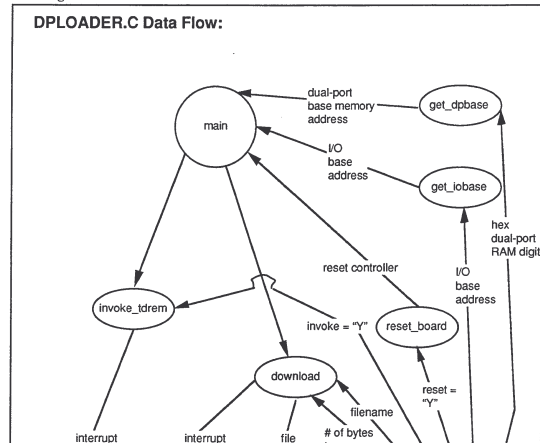 DPLOADER.C Data Flow:
dual-port
base memory
address
get_dpbase
main
I/O
base
address
get_iobase
hex
dual-port
RAM digit
reset controller
I/O
base
address
invoke_tdrem
invoke = "Y"
reset_board
download
reset =
"Y"
filename
interrupt
interrupt
file
# of bytes